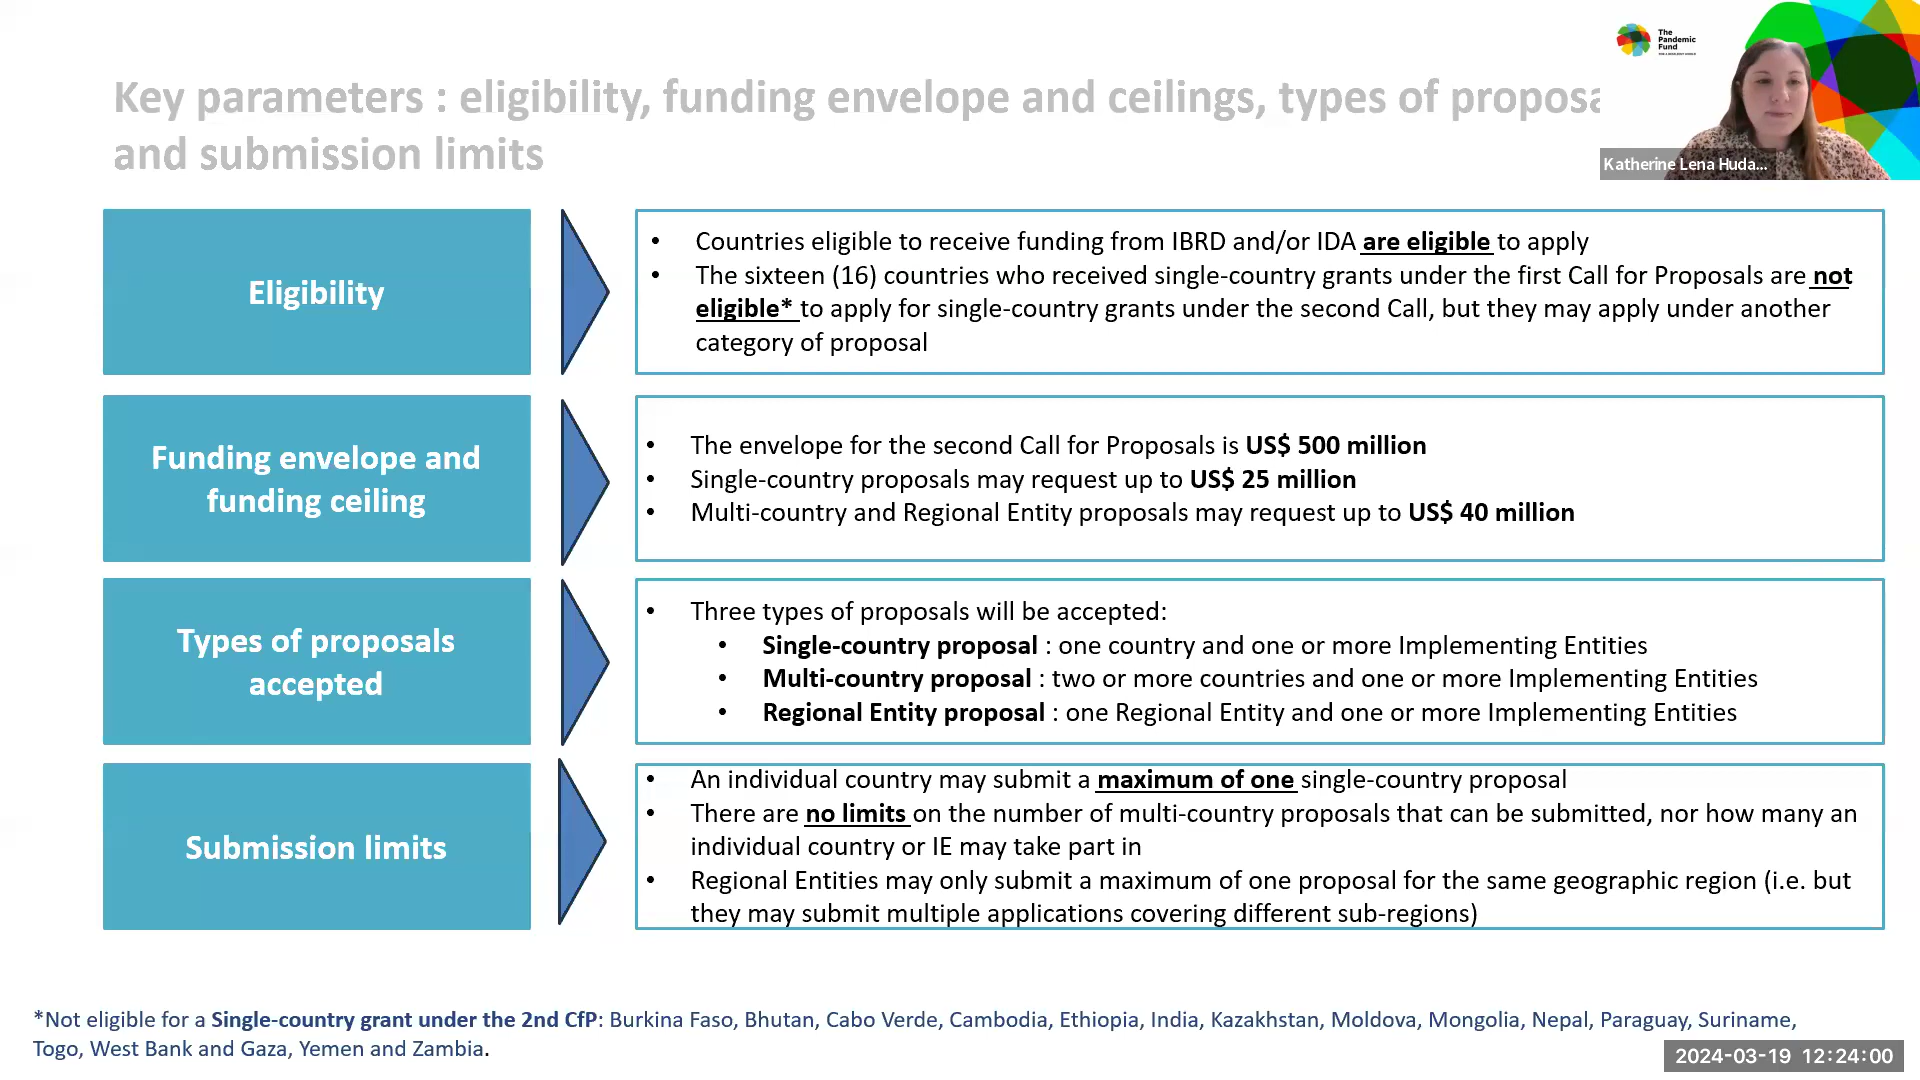 The
Pandemic
Fund
Key parameters : eligibility, funding envelope and ceilings, types of
and submission limits
Katherine Lena Huda...
Eligibility
• Countries eligible to receive funding from IBRD and/or IDA are eligible to apply
• The sixteen (16) countries who received single-country grants under the first Call for Proposals are not
eligible* to apply for single-country grants under the second Call, but they may apply under another
category of proposal
Funding envelope and
funding ceiling
• The envelope for the second Call for Proposals is US$ 500 million
• Single-country proposals may request up to US$ 25 million
• Multi-country and Regional Entity proposals may request up to US$ 40 million
Types of proposals
accepted
• Three types of proposals will be accepted:
• Single-country proposal : one country and one or more Implementing Entities
• Multi-country proposal : two or more countries and one or more Implementing Entities
• Regional Entity proposal : one Regional Entity and one or more Implementing Entities
Submission limits
• An individual country may submit a maximum of one single-country proposal
• There are no limits on the number of multi-country proposals that can be submitted, nor how many an
individual country or IE may take part in
• Regional Entities may only submit a maximum of one proposal for the same geographic region (i.e. but
they may submit multiple applications covering different sub-regions)
*Not eligible for a Single-country grant under the 2nd CfP: Burkina Faso, Bhutan, Cabo Verde, Cambodia, Ethiopia, India, Kazakhstan, Moldova, Mongolia, Nepal, Paraguay, Suriname,
Togo, West Bank and Gaza, Yemen and Zambia.
2024-03-19 12:24:00